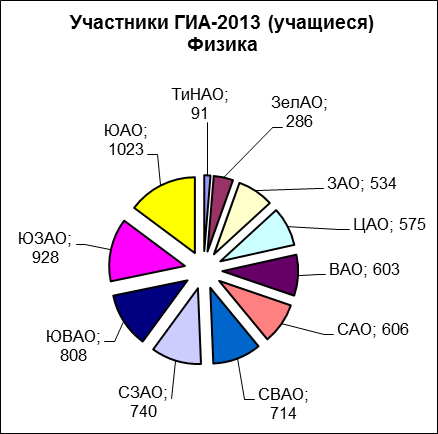 Участники ГИА-2013 (учащиеся)
Физика
ТиНАО;
91
ЗелАО;
286
ЗАО; 534
ЦАО; 575
ВАО; 603
САО; 606
СВАО;
714
СЗАО;
740
ЮВАО;
808
ЮЗАО;
928
ЮАО;
1023